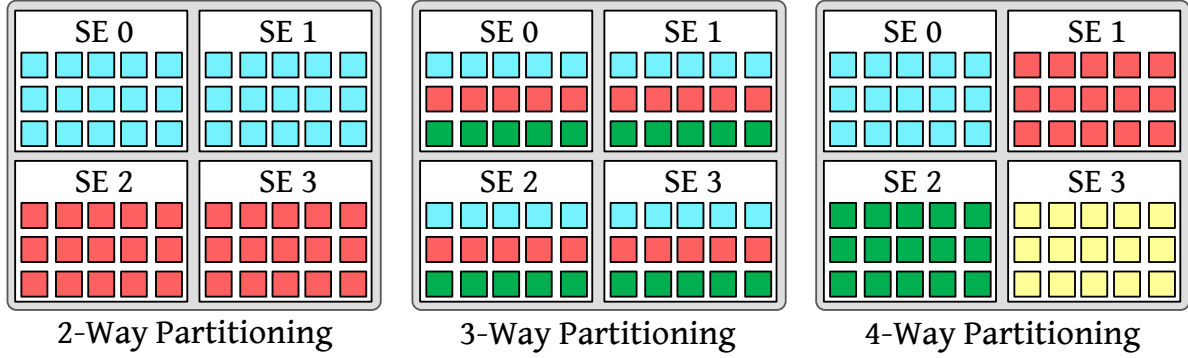 SE 0
SE 1
SE 2
SE 3
2-Way Partitioning
SE 0
SE 1
SE 2
SE 3
3-Way Partitioning
SE 0
SE 1
SE 2
SE 3
4-Way Partitioning